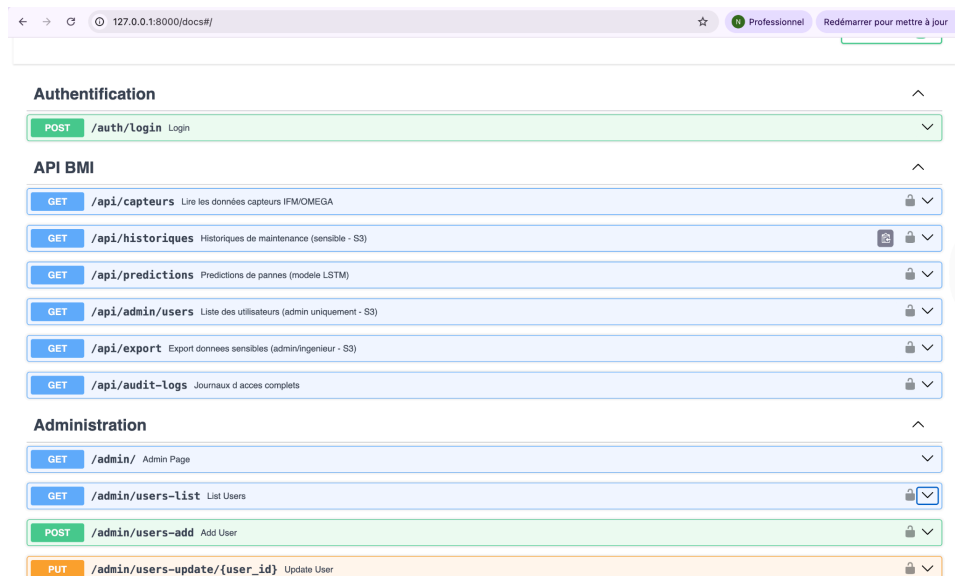 127.0.0.1:8000/docs#/ N Professionnel Redémarrer pour mettre à jour
Authentification
POST /auth/login Login
API BMI
GET /api/capteurs Lire les données capteurs IFM/OMEGA
GET /api/historiques Historiques de maintenance (sensible - S3)
GET /api/predictions Predictions de pannes (modele LSTM)
GET /api/admin/users Liste des utilisateurs (admin uniquement - S3)
GET /api/export Export donnees sensibles (admin/ingenieur - S3)
GET /api/audit-logs Journaux d acces complets
Administration
GET /admin/ Admin Page
GET /admin/users-list List Users
POST /admin/users-add Add User
PUT /admin/users-update/{user_id} Update User